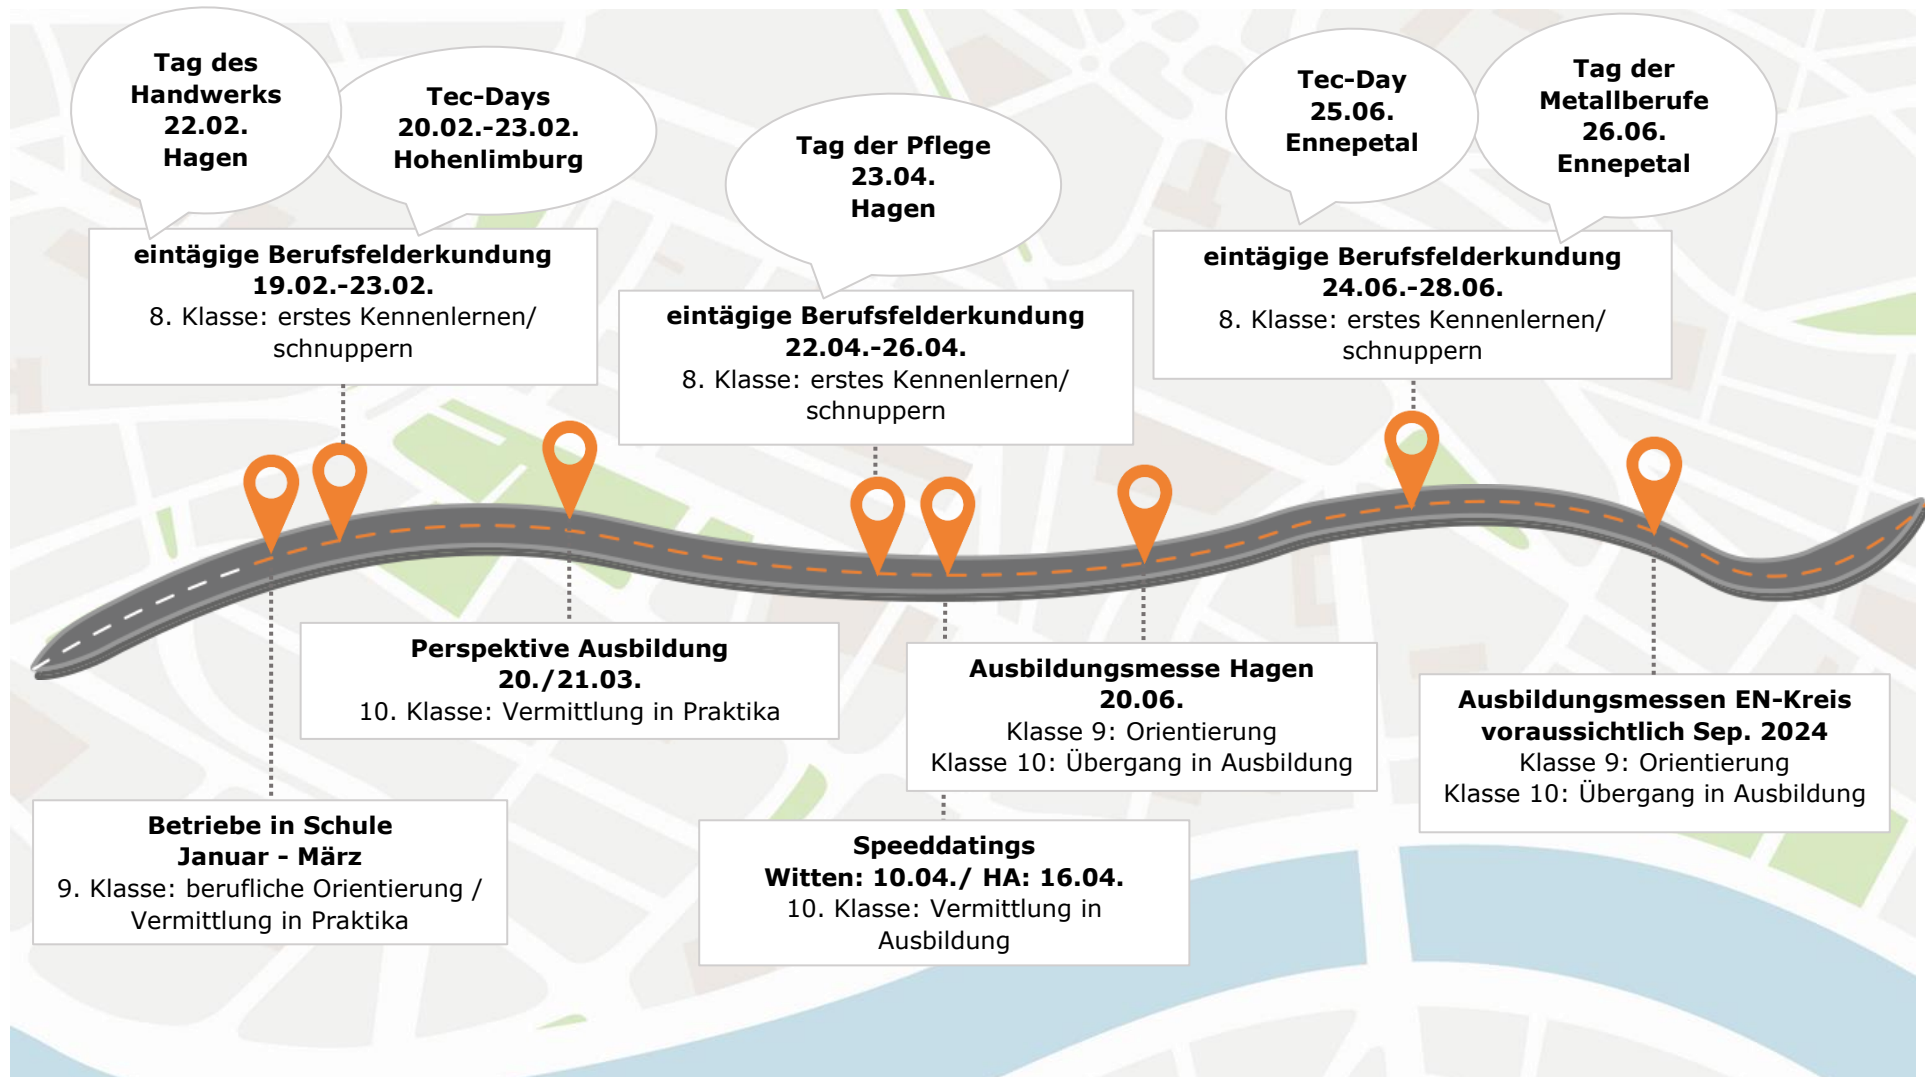 Tag des
Handwerks
22.02.
Hagen
Tec-Days
20.02.-23.02.
Hohenlimburg
Tag der Pflege
23.04.
Hagen
Tec-Day
25.06.
Ennepetal
Tag der
Metallberufe
26.06.
Ennepetal
eintägige Berufsfelderkundung
19.02.-23.02.
8. Klasse: erstes Kennenlernen/
schnuppern
eintägige Berufsfelderkundung
22.04.-26.04.
8. Klasse: erstes Kennenlernen/
schnuppern
eintägige Berufsfelderkundung
24.06.-28.06.
8. Klasse: erstes Kennenlernen/
schnuppern
Perspektive Ausbildung
20./21.03.
10. Klasse: Vermittlung in Praktika
Ausbildungsmesse Hagen
20.06.
Klasse 9: Orientierung
Klasse 10: Übergang in Ausbildung
Ausbildungsmessen EN-Kreis
voraussichtlich Sep. 2024
Klasse 9: Orientierung
Klasse 10: Übergang in Ausbildung
Betriebe in Schule
Januar - März
9. Klasse: berufliche Orientierung /
Vermittlung in Praktika
Speeddatings
Witten: 10.04./ HA: 16.04.
10. Klasse: Vermittlung in
Ausbildung